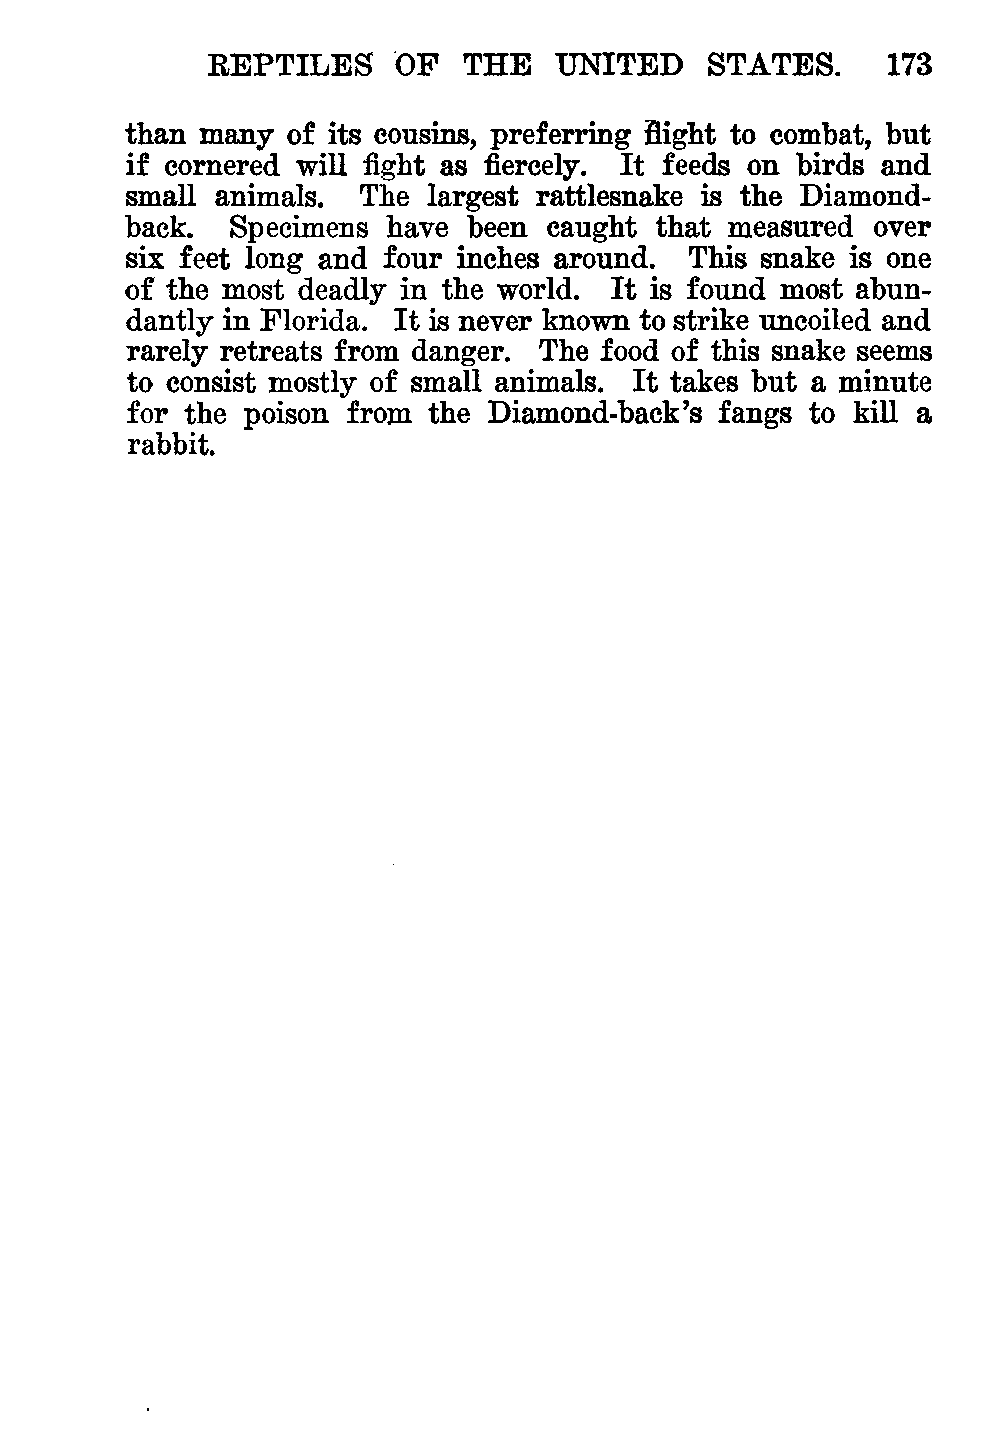 REPTILES OF THE UNITED STATES. 173
than many of its cousins, preferring flight to combat, but
if cornered will fight as fiercely. It feeds on birds and
small animals. The largest rattlesnake is the Diamond-
back. Specimens have been caught that measured over
six feet long and four inches around. This snake is one
of the most deadly in the world. It is found most abun-
dantly in Florida. It is never known to strike uncoiled and
rarely retreats from danger. The food of this snake seems
to consist mostly of small animals. It takes but a minute
for the poison from the Diamond-back's fangs to kill a
rabbit.